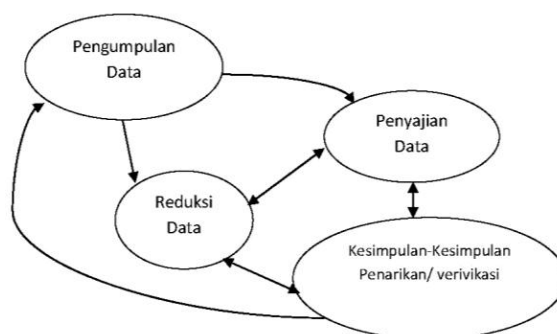 Pengumpulan
Data
Penyajian
Data
Reduksi
Data
Kesimpulan-Kesimpulan
Penarikan/ verivikasi